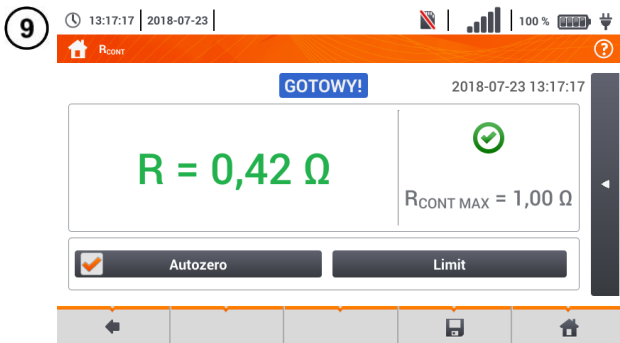 9
13:17:17 2018-07-23 100 %
RCONT ?
GOTOWY! 2018-07-23 13:17:17
R = 0,42 Ω
RCONT MAX = 1,00 Ω
Autozero Limit